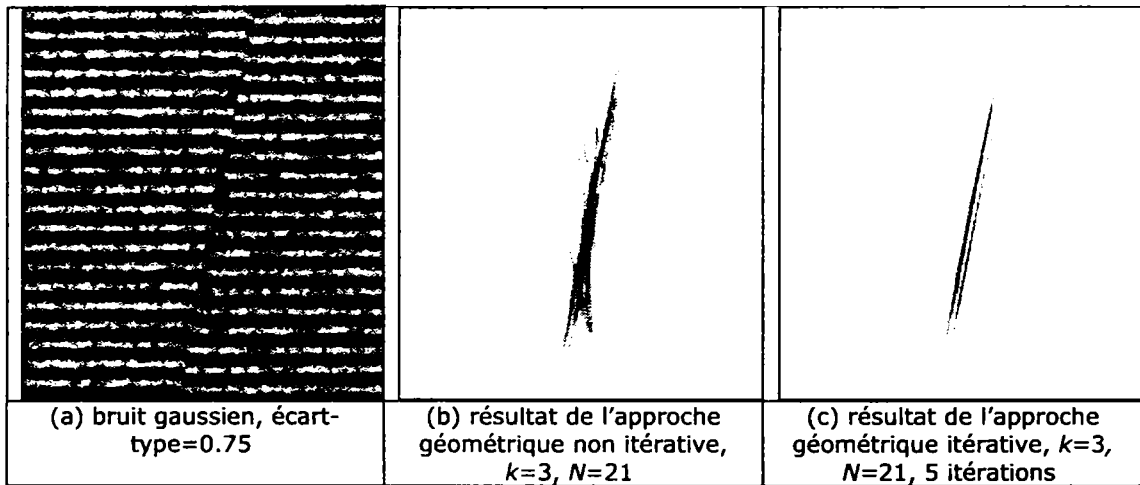 (a) bruit gaussien, écart-
type=0.75
(b) résultat de l'approche
géométrique non itérative,
k=3, N=21
(c) résultat de l'approche
géométrique itérative, k=3,
N=21, 5 itérations